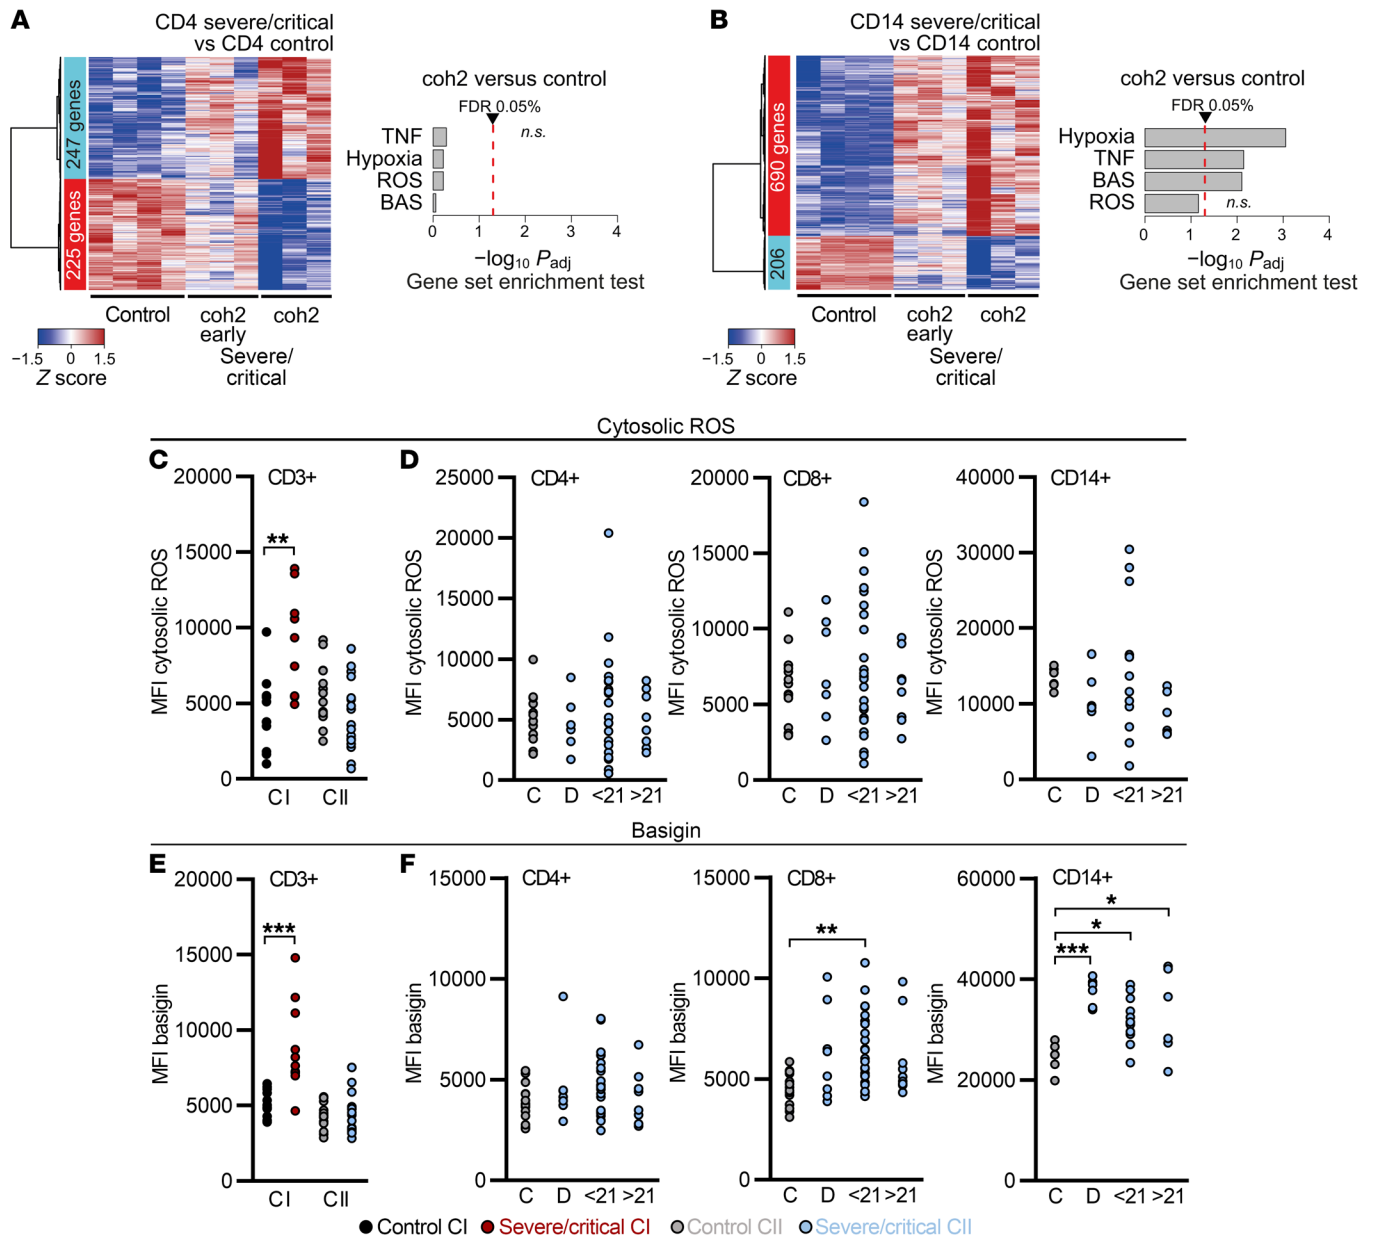 A
CD4 severe/critical
vs CD4 control
247 genes
225 genes
Control
coh2
early
coh2
Severe/
critical
−1.5 0 1.5
Z score
coh2 versus control
FDR 0.05%
n.s.
TNF
Hypoxia
ROS
BAS
0 1 2 3 4
−log10 Padj
Gene set enrichment test
B
CD14 severe/critical
vs CD14 control
690 genes
206
Control
coh2
early
coh2
Severe/
critical
−1.5 0 1.5
Z score
coh2 versus control
FDR 0.05%
Hypoxia
TNF
BAS
ROS
n.s.
0 1 2 3 4
−log10 Padj
Gene set enrichment test
Cytosolic ROS
C
CD3+
MFI cytosolic ROS
20000
15000
10000
5000
0
**
CI CII
D
CD4+
MFI cytosolic ROS
25000
20000
15000
10000
5000
0
C D <21 >21
CD8+
MFI cytosolic ROS
20000
15000
10000
5000
0
C D <21 >21
CD14+
MFI cytosolic ROS
40000
30000
20000
10000
0
C D <21 >21
Basigin
E
CD3+
MFI basigin
20000
15000
10000
5000
0
***
CI CII
F
CD4+
MFI basigin
15000
10000
5000
0
C D <21 >21
CD8+
MFI basigin
15000
10000
5000
0
**
C D <21 >21
CD14+
MFI basigin
60000
40000
20000
0
*
*
***
C D <21 >21
Control CI Severe/critical CI Control CII Severe/critical CII